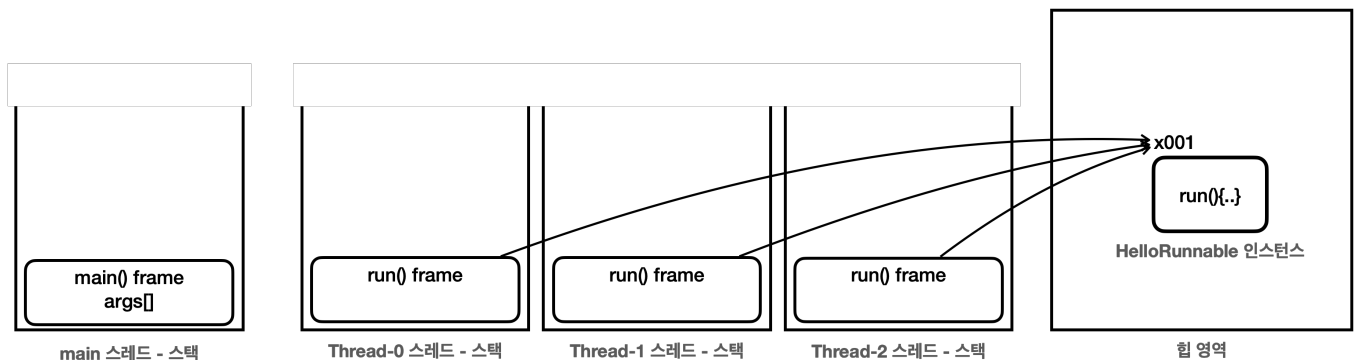 main() frame
args[]
main 스레드 - 스택
run() frame
Thread-0 스레드 - 스택
run() frame
Thread-1 스레드 - 스택
run() frame
Thread-2 스레드 - 스택
x001
run(){..}
HelloRunnable 인스턴스
힙 영역